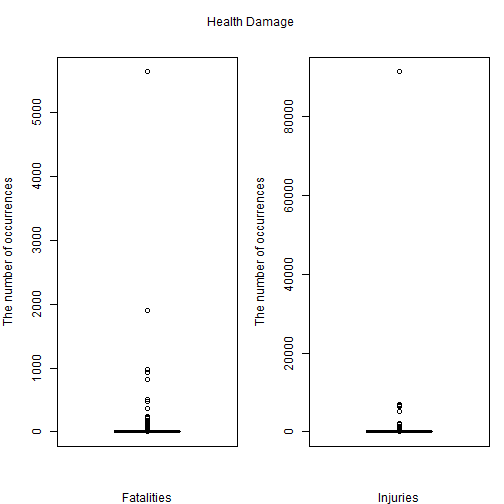 Health Damage
The number of occurrences
5000
4000
3000
2000
1000
0
Fatalities
The number of occurrences
80000
60000
40000
20000
0
Injuries